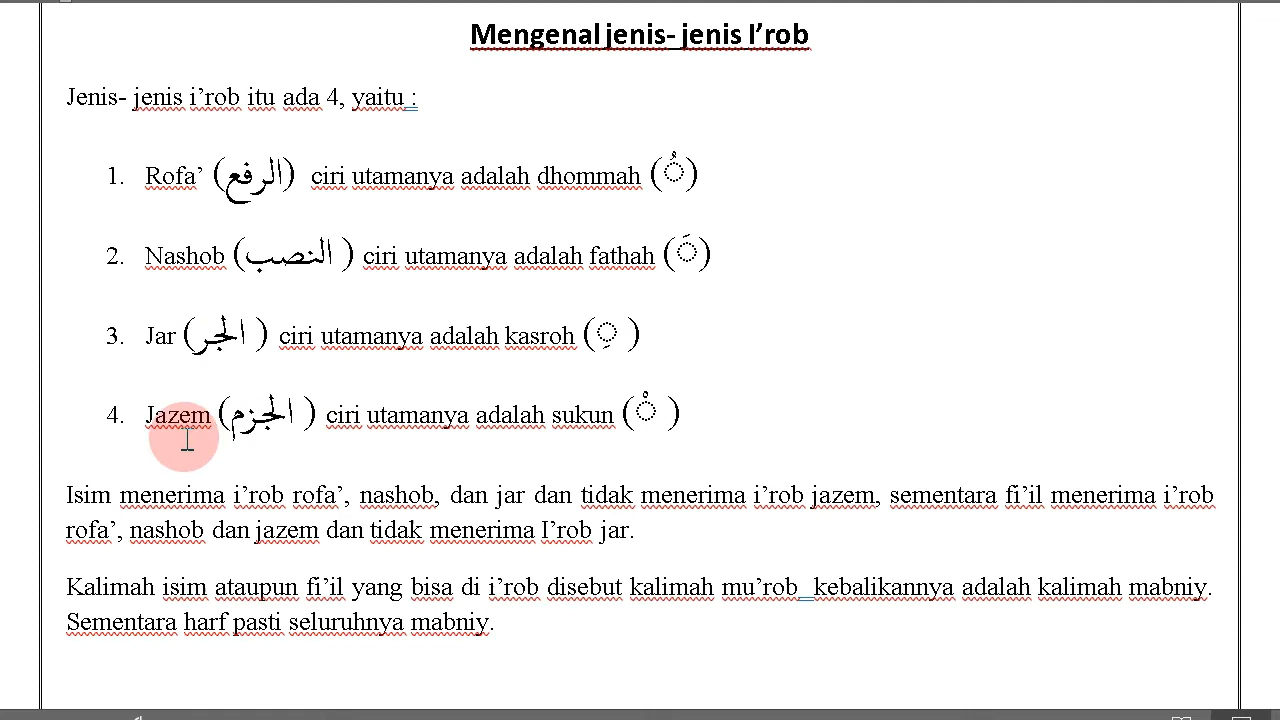 Mengenal jenis- jenis I’rob
Jenis- jenis i’rob itu ada 4, yaitu :
1. Rofa’ (الرفع) ciri utamanya adalah dhommah (ُ)
2. Nashob (النصب ) ciri utamanya adalah fathah (َ)
3. Jar (الجر ) ciri utamanya adalah kasroh (ِ )
4. Jazem (الجزم ) ciri utamanya adalah sukun (ْ )
Isim menerima i’rob rofa’, nashob, dan jar dan tidak menerima i’rob jazem, sementara fi’il menerima i’rob
rofa’, nashob dan jazem dan tidak menerima I’rob jar.
Kalimah isim ataupun fi’il yang bisa di i’rob disebut kalimah mu’rob kebalikannya adalah kalimah mabniy.
Sementara harf pasti seluruhnya mabniy.